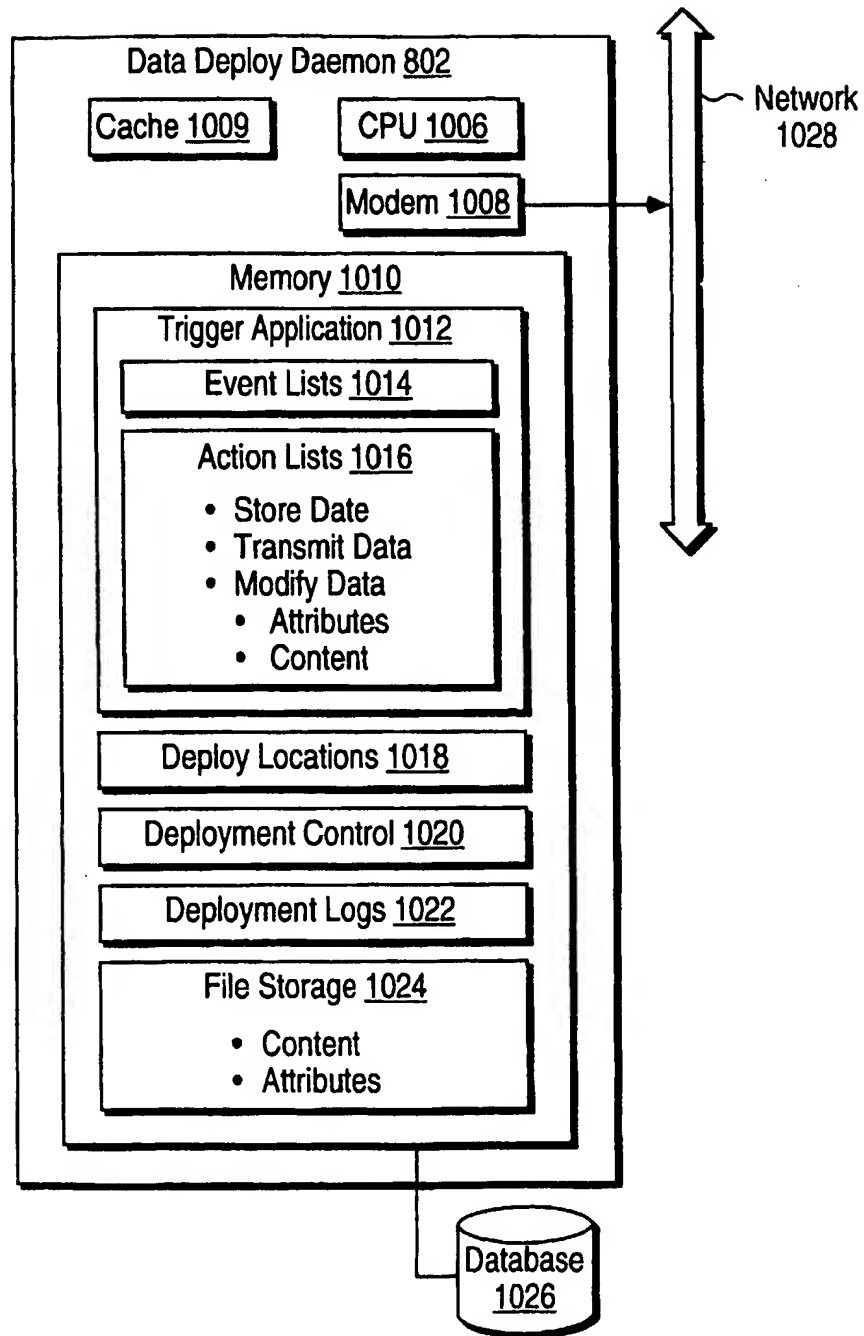 Data Deploy Daemon 802
Cache 1009
CPU 1006
Modem 1008
Network
1028
Memory 1010
Trigger Application 1012
Event Lists 1014
Action Lists 1016
• Store Date
• Transmit Data
• Modify Data
• Attributes
• Content
Deploy Locations 1018
Deployment Control 1020
Deployment Logs 1022
File Storage 1024
• Content
• Attributes
Database
1026